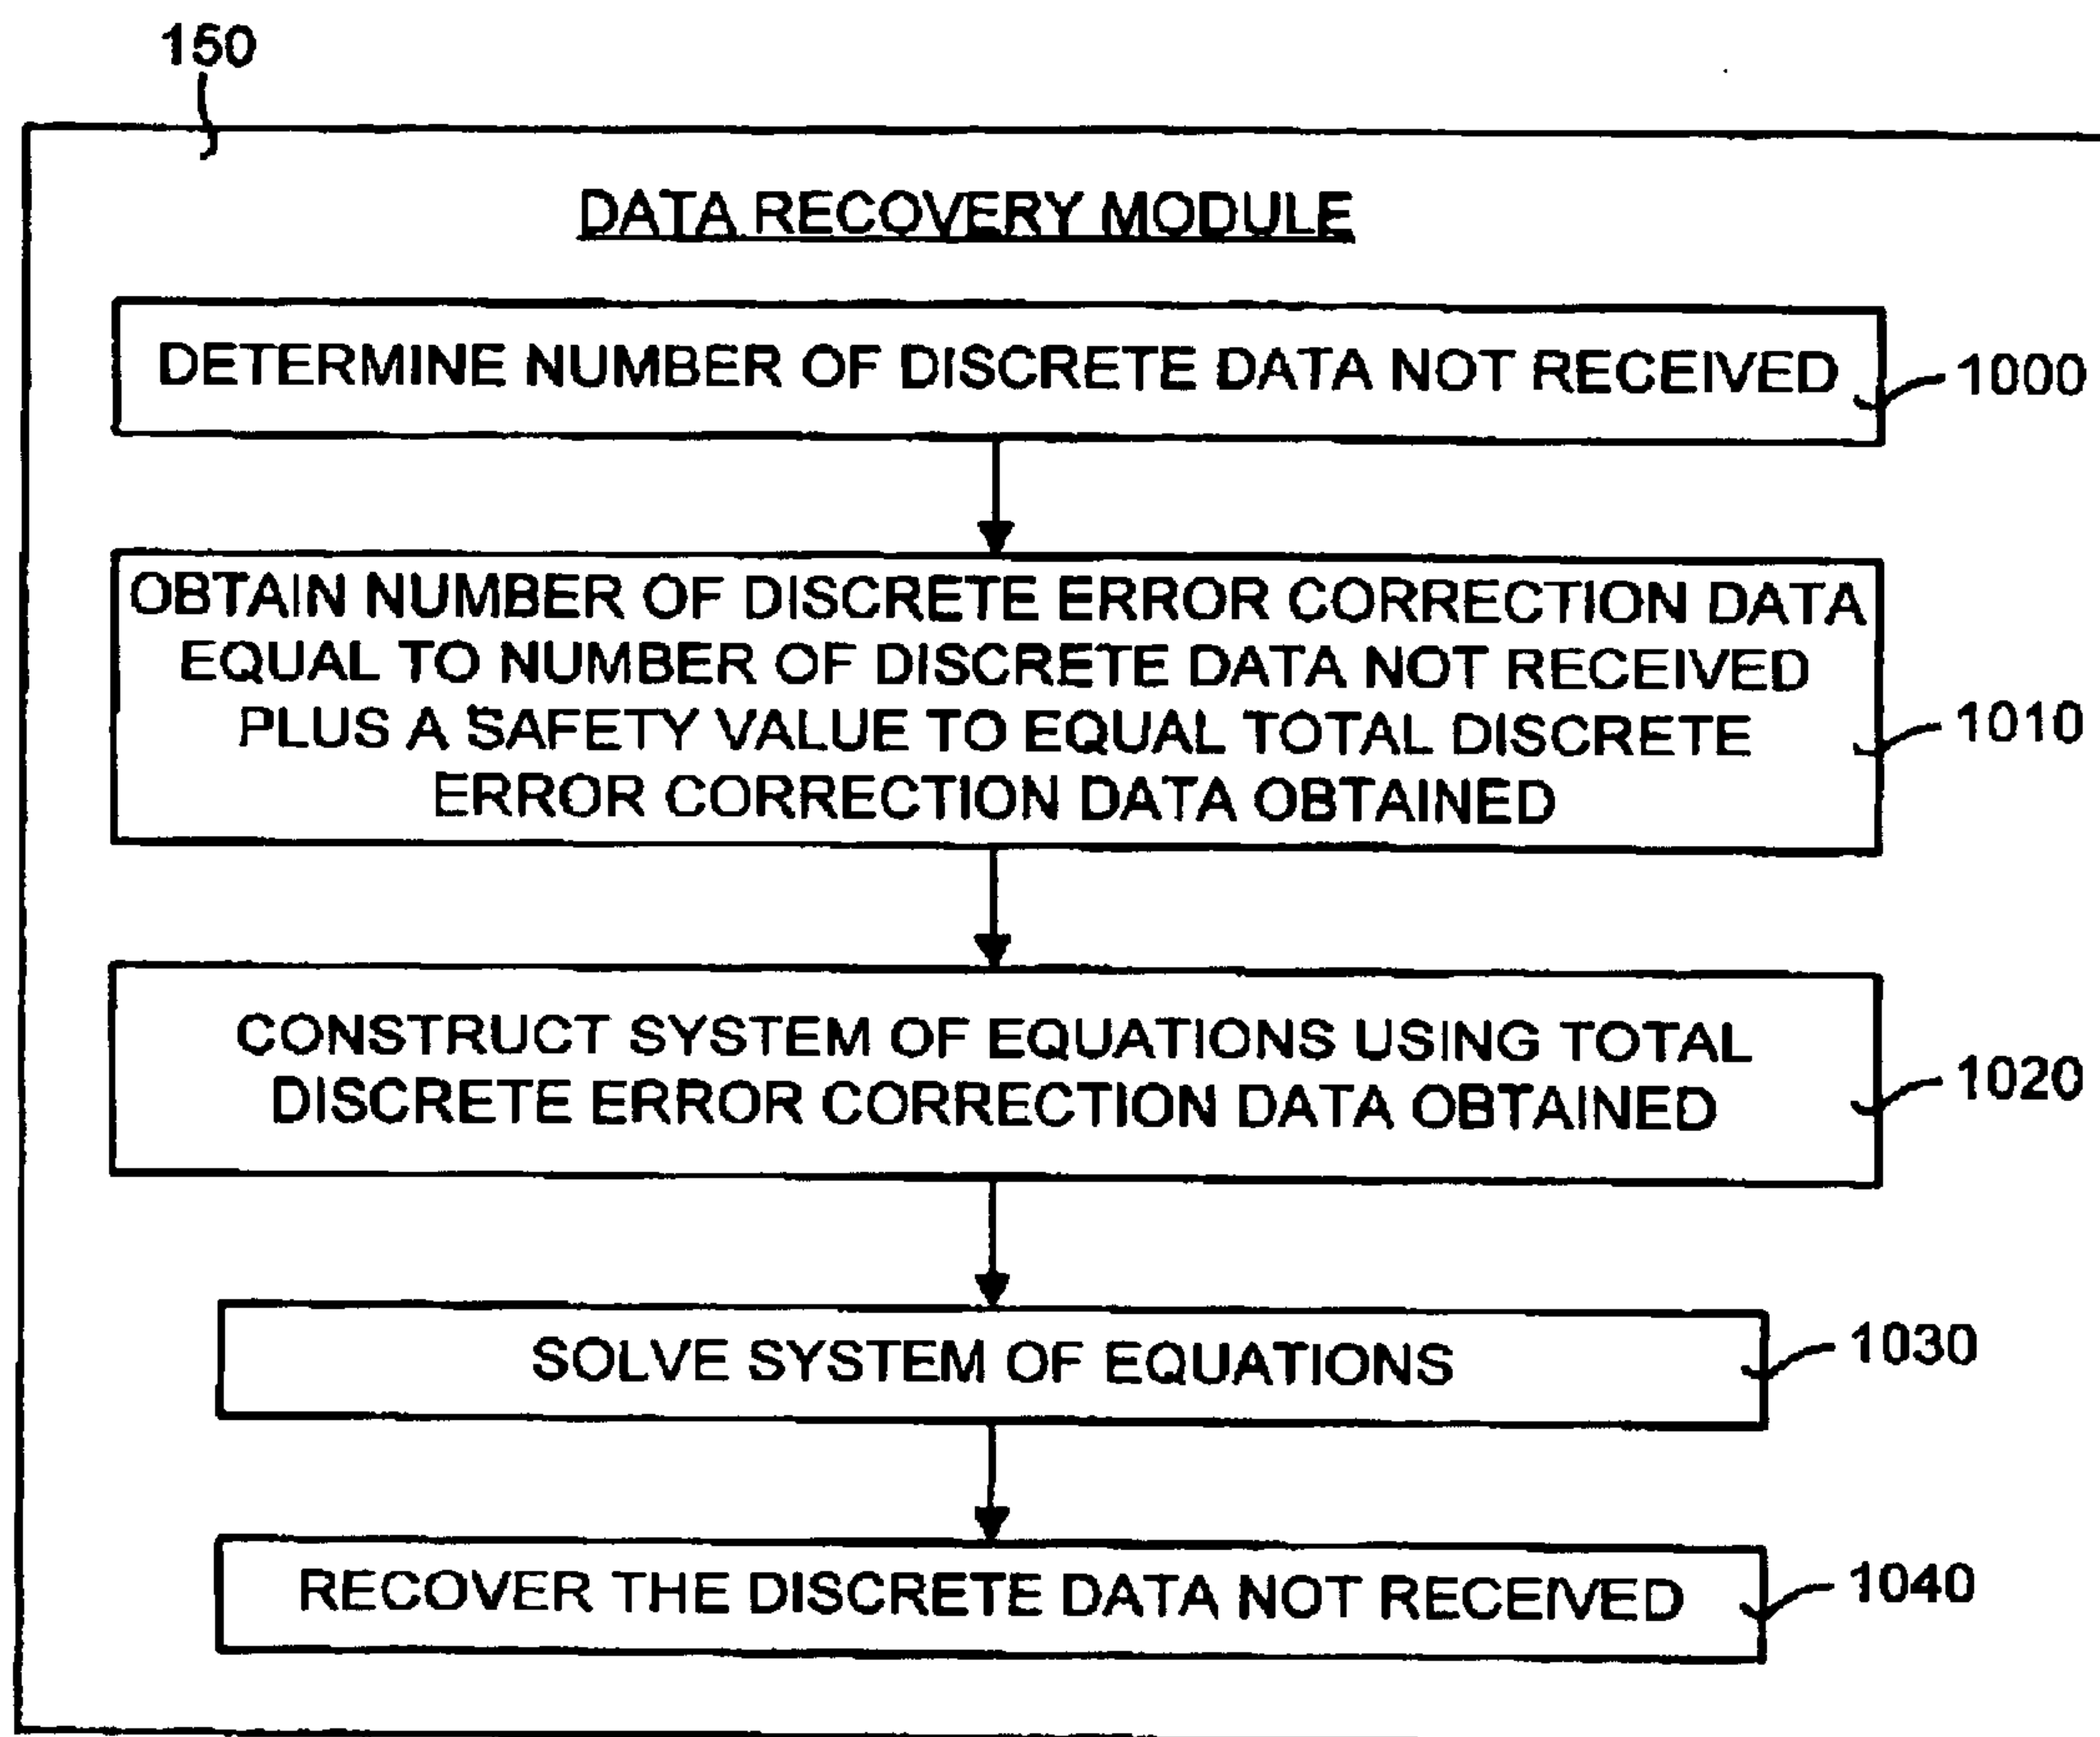 150
DATA RECOVERY MODULE
DETERMINE NUMBER OF DISCRETE DATA NOT RECEIVED
1000
OBTAIN NUMBER OF DISCRETE ERROR CORRECTION DATA
EQUAL TO NUMBER OF DISCRETE DATA NOT RECEIVED
PLUS A SAFETY VALUE TO EQUAL TOTAL DISCRETE
ERROR CORRECTION DATA OBTAINED
1010
CONSTRUCT SYSTEM OF EQUATIONS USING TOTAL
DISCRETE ERROR CORRECTION DATA OBTAINED
1020
SOLVE SYSTEM OF EQUATIONS
1030
RECOVER THE DISCRETE DATA NOT RECEIVED
1040